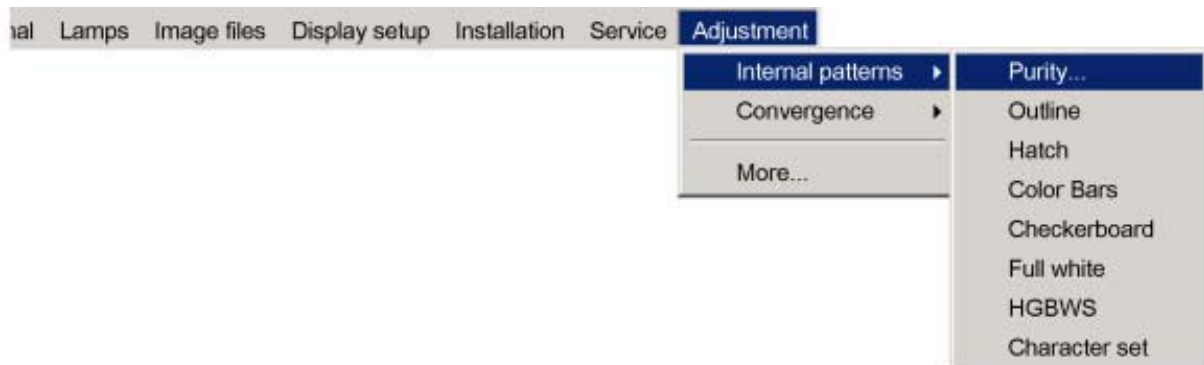 nal Lamps Image files Display setup Installation Service Adjustment
Internal patterns Purity...
Convergence Outline
Hatch
More...
Color Bars
Checkerboard
Full white
HGBWS
Character set